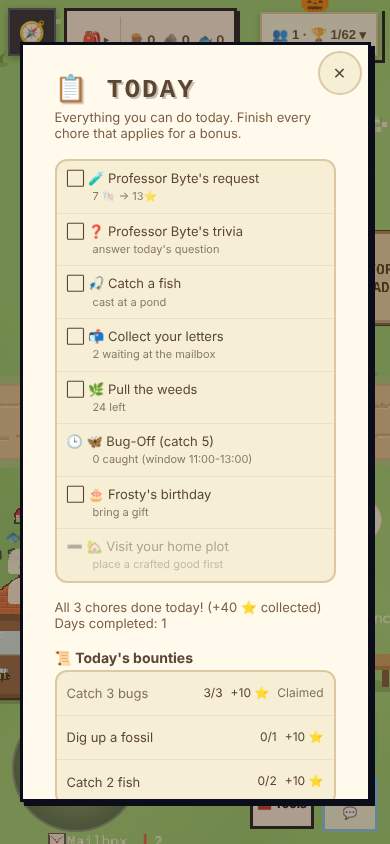 0 0 0
1 · 1/62 ▾
×
TODAY
Everything you can do today. Finish every
chore that applies for a bonus.
Professor Byte's request
7 🐚 → 13⭐
❓ Professor Byte's trivia
answer today's question
Catch a fish
cast at a pond
Collect your letters
2 waiting at the mailbox
Pull the weeds
24 left
Bug-Off (catch 5)
0 caught (window 11:00-13:00)
Frosty's birthday
bring a gift
Visit your home plot
place a crafted good first
All 3 chores done today! (+40 ⭐ collected)
Days completed: 1
Today's bounties
Catch 3 bugs 3/3 +10 ⭐ Claimed
Dig up a fossil 0/1 +10 ⭐
Catch 2 fish 0/2 +10 ⭐
Mailbox ❗2